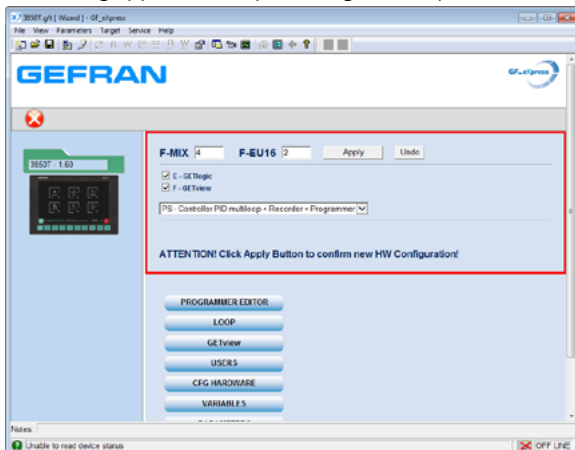 3850T.gft [ Wizard ] - GF_eXpress
File View Parameters Target Service Help
GEFRAN
GF_eXpress
3850T - 1.60
F-MIX 4 F-EU16 2 Apply Undo
E - GETlogic
F - GETview
PS - Controller PID multiloop + Recorder + Programmer
ATTENTION! Click Apply Button to confirm new HW Configuration!
PROGRAMMER EDITOR
LOOP
GETview
USERS
CFG HARDWARE
VARIABLES
Notes:
Unable to read device status
OFF LINE